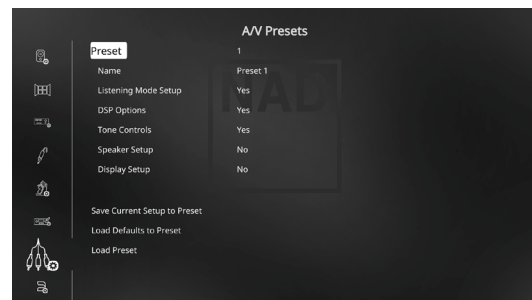 A/V Presets
Preset 1
Name Preset 1
Listening Mode Setup Yes
DSP Options Yes
Tone Controls Yes
Speaker Setup No
Display Setup No
Save Current Setup to Preset
Load Defaults to Preset
Load Preset
NAD